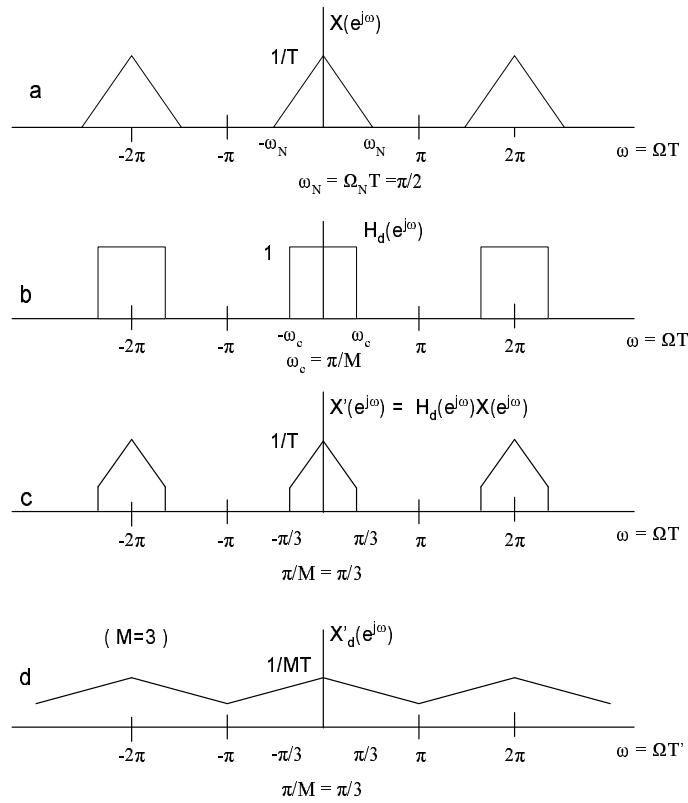 X(e^jω)
1/T
a
-2π -π -ω_N ω_N π 2π ω = ΩT
ω_N = Ω_N T =π/2
H_d(e^jω)
1
b
-2π -π -ω_c ω_c π 2π ω = ΩT
ω_c = π/M
X'(e^jω) = H_d(e^jω)X(e^jω)
1/T
c
-2π -π -π/3 π/3 π 2π ω = ΩT
π/M = π/3
( M=3 ) X'_d(e^jω)
1/MT
d
-2π -π -π/3 π/3 π 2π ω = ΩT'
π/M = π/3